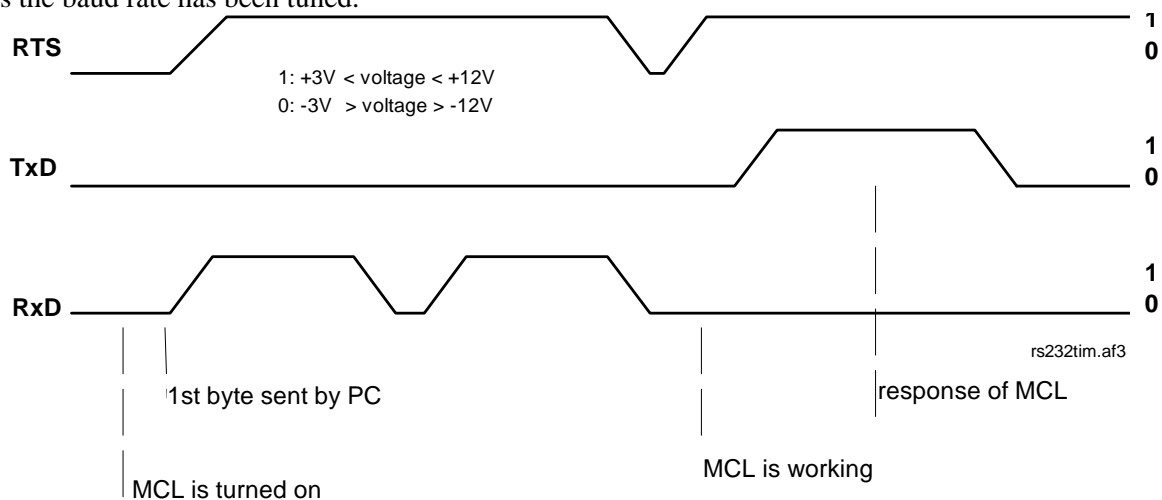 s the baud rate has been tuned.
1
RTS
0
1: +3V < voltage < +12V
0: -3V > voltage > -12V
1
TxD
0
1
RxD
0
rs232tim.af3
1st byte sent by PC
response of MCL
MCL is working
MCL is turned on